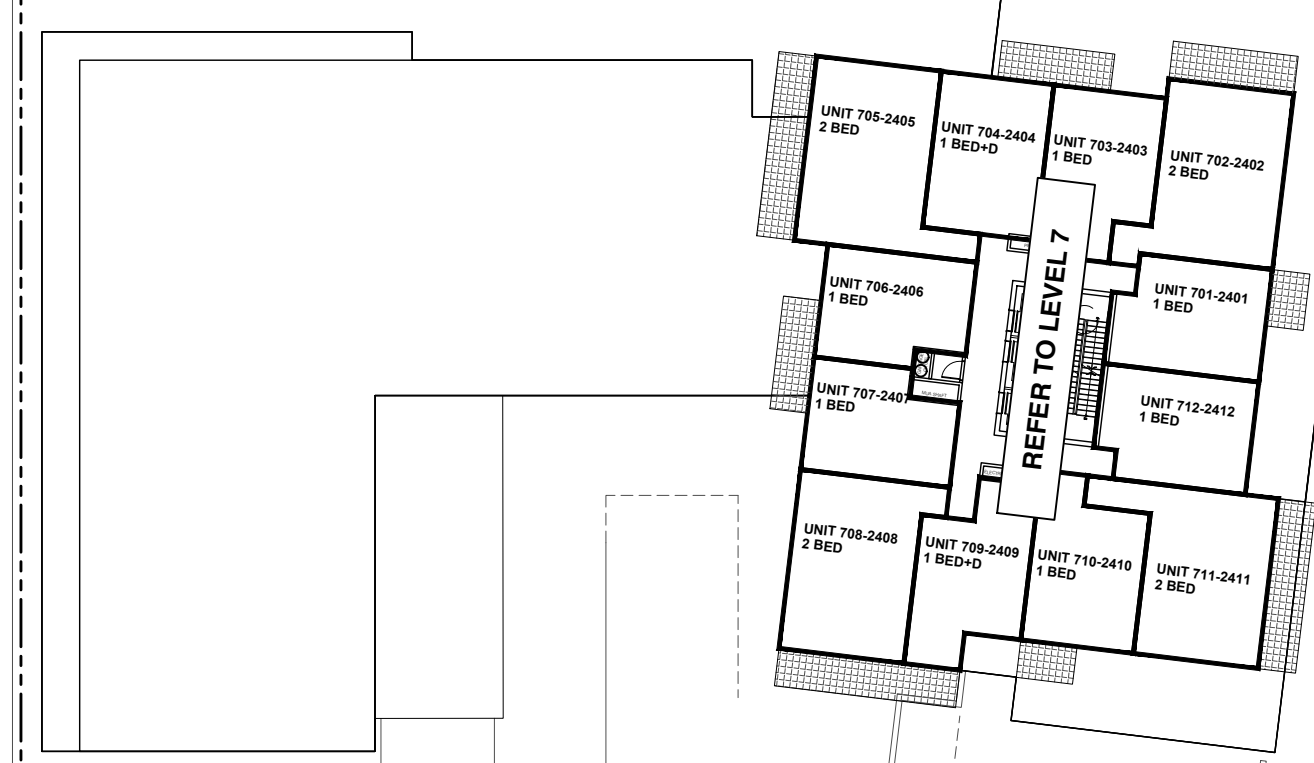 UNIT 705-2405
2 BED
UNIT 704-2404
1 BED+D
UNIT 703-2403
1 BED
UNIT 702-2402
2 BED
UNIT 706-2406
1 BED
UNIT 701-2401
1 BED
REFER TO LEVEL 7
UNIT 707-2407
1 BED
UNIT 712-2412
1 BED
UNIT 708-2408
2 BED
UNIT 709-2409
1 BED+D
UNIT 710-2410
1 BED
UNIT 711-2411
2 BED